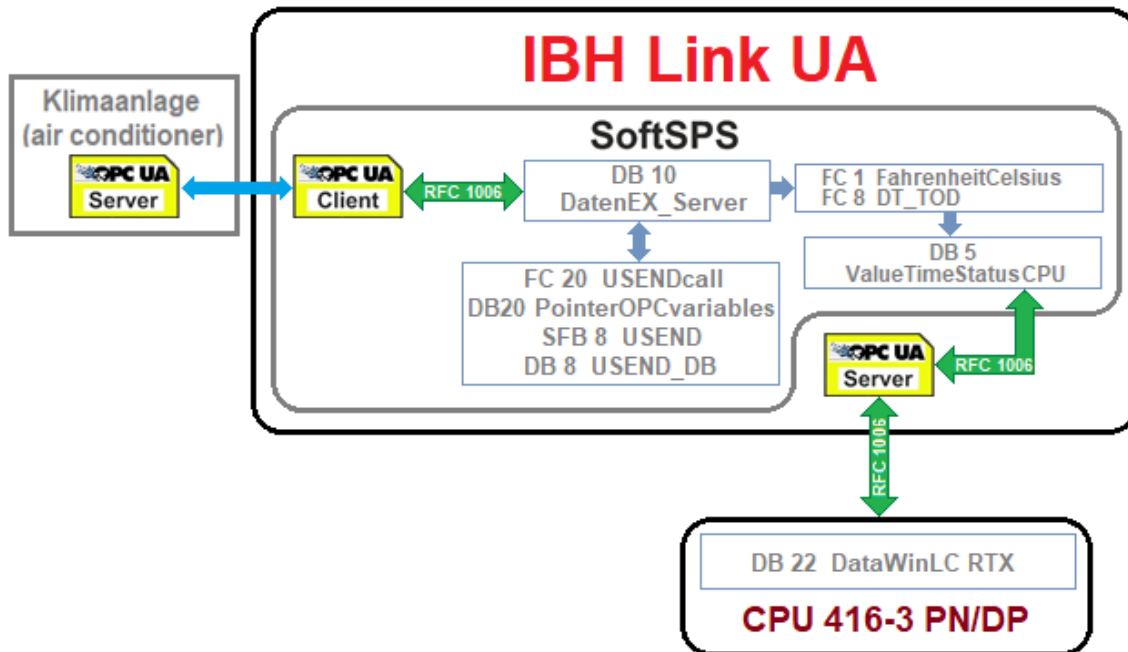 IBH Link UA
Klimaanlage
(air conditioner)
OPC UA
Server
SoftSPS
OPC UA
Client
RFC 1006
DB 10
DatenEX_Server
FC 1 FahrenheitCelsius
FC 8 DT_TOD
DB 5
ValueTimeStatusCPU
FC 20 USENDcall
DB20 PointerOPCvariables
SFB 8 USEND
DB 8 USEND_DB
OPC UA
Server
RFC 1006
RFC 1006
DB 22 DataWinLC RTX
CPU 416-3 PN/DP